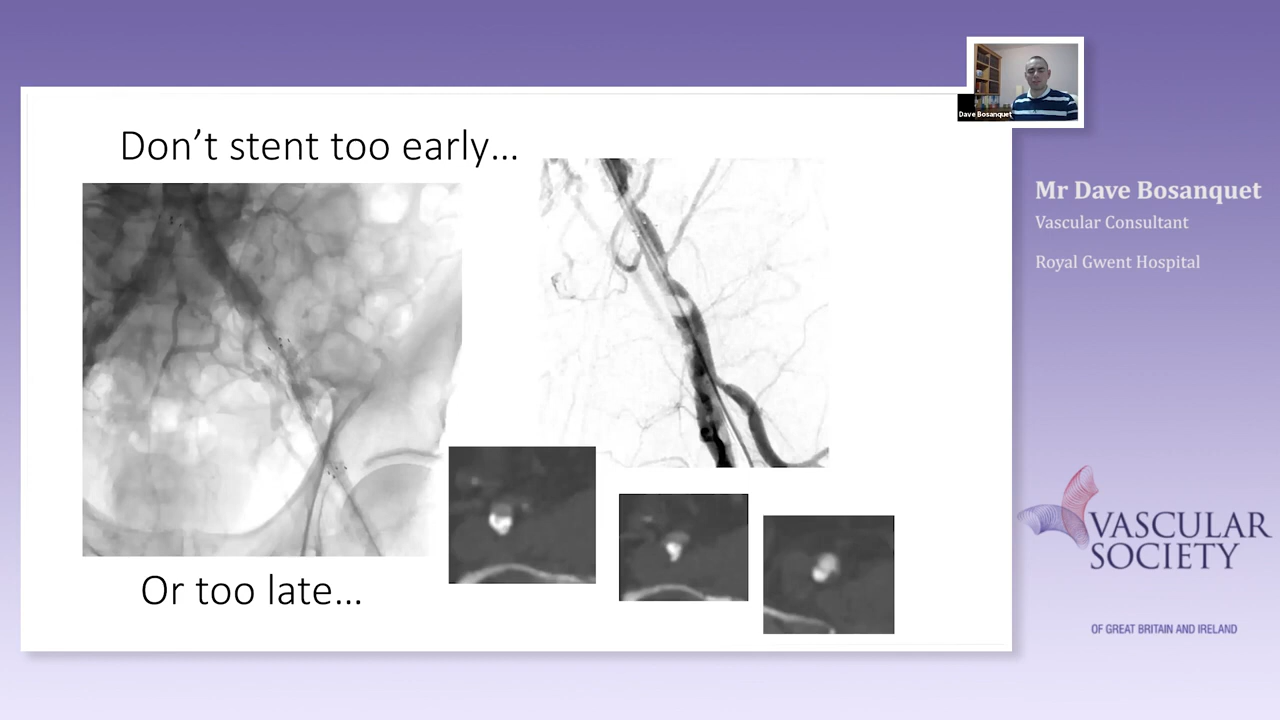 Don’t stent too early…
Dave Bosanquet
Mr Dave Bosanquet
Vascular Consultant
Royal Gwent Hospital
Or too late…
VASCULAR
SOCIETY
OF GREAT BRITAIN AND IRELAND